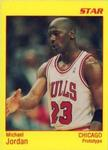 STAR
BULLS
23
Michael
Jordan
CHICAGO
Prototype